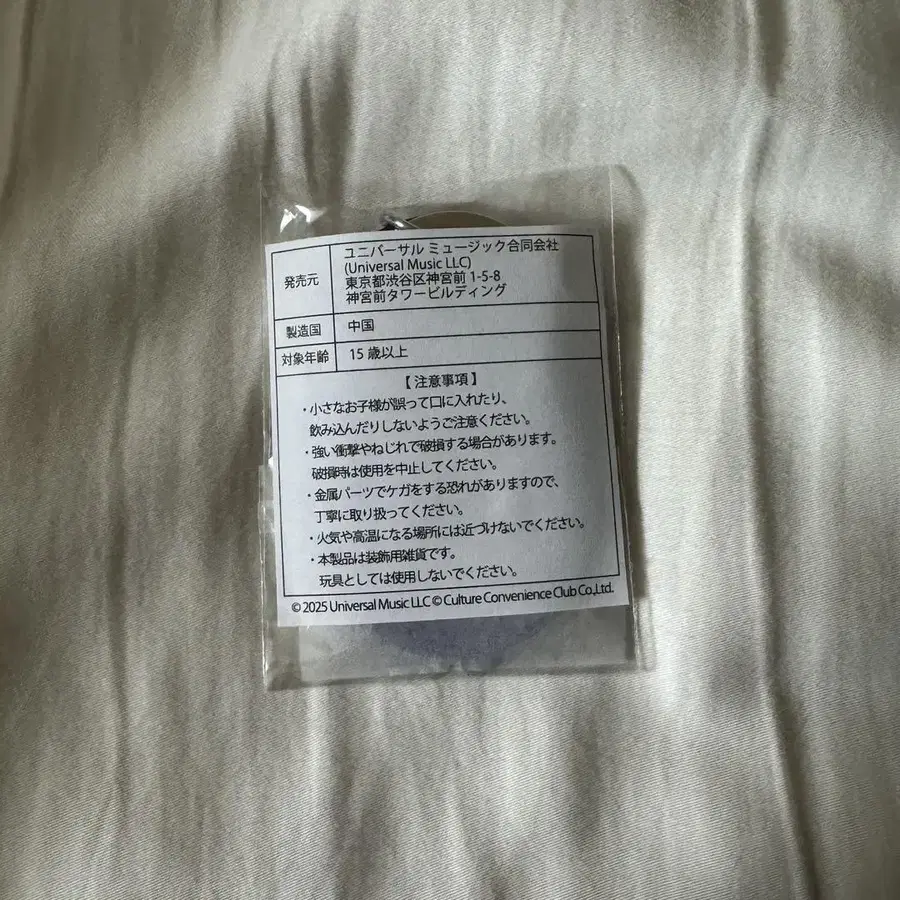 発売元
ユニバーサル ミュージック合同会社
(Universal Music LLC)
東京都渋谷区神宮前 1-5-8
神宮前タワービルディング
製造国
中国
対象年齢
15 歳以上
【 注意事項 】
・小さなお子様が誤って口に入れたり、
飲み込んだりしないようご注意ください。
・強い衝撃やねじれで破損する場合があります。
破損時は使用を中止してください。
・金属パーツでケガをする恐れがありますので、
丁寧に取り扱ってください。
・火気や高温になる場所には近づけないでください。
・本製品は装飾用雑貨です。
玩具としては使用しないでください。
© 2025 Universal Music LLC © Culture Convenience Club Co.,Ltd.